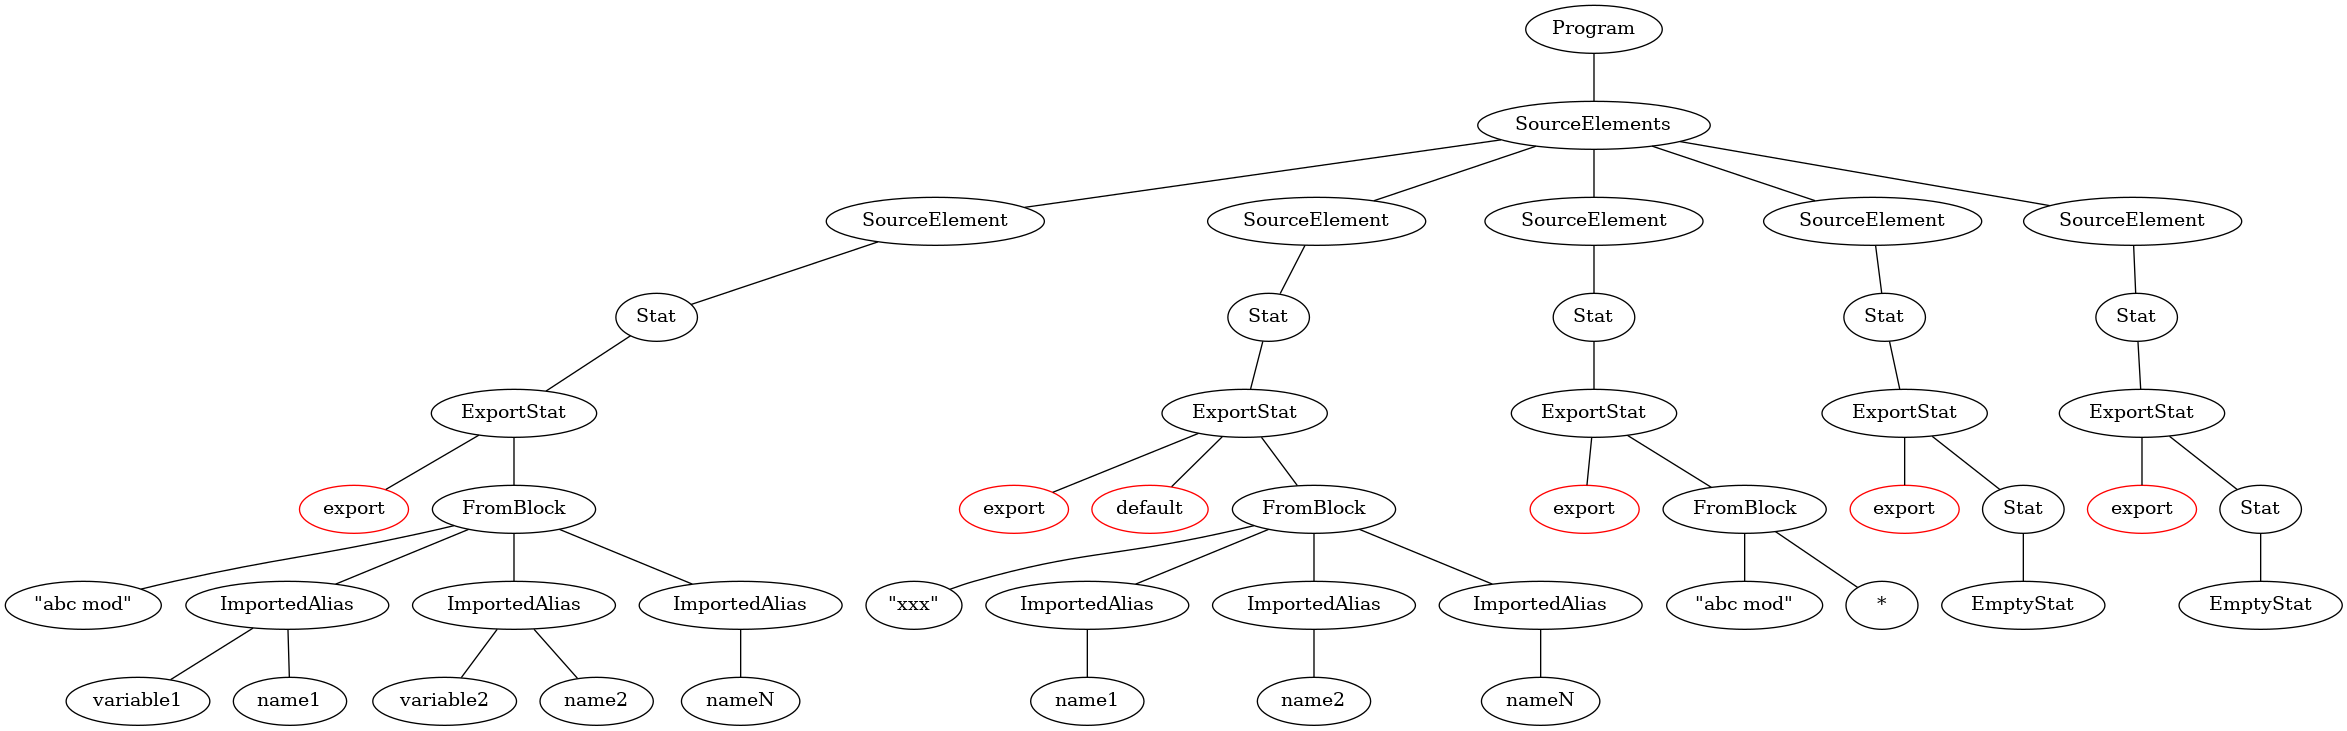 Program
SourceElements
SourceElement SourceElement SourceElement SourceElement SourceElement
Stat Stat Stat Stat Stat
ExportStat ExportStat ExportStat ExportStat ExportStat
export FromBlock export default FromBlock export FromBlock export Stat export Stat
"abc mod" ImportedAlias ImportedAlias ImportedAlias "xxx" ImportedAlias ImportedAlias ImportedAlias "abc mod" * EmptyStat EmptyStat
variable1 name1 variable2 name2 nameN name1 name2 nameN